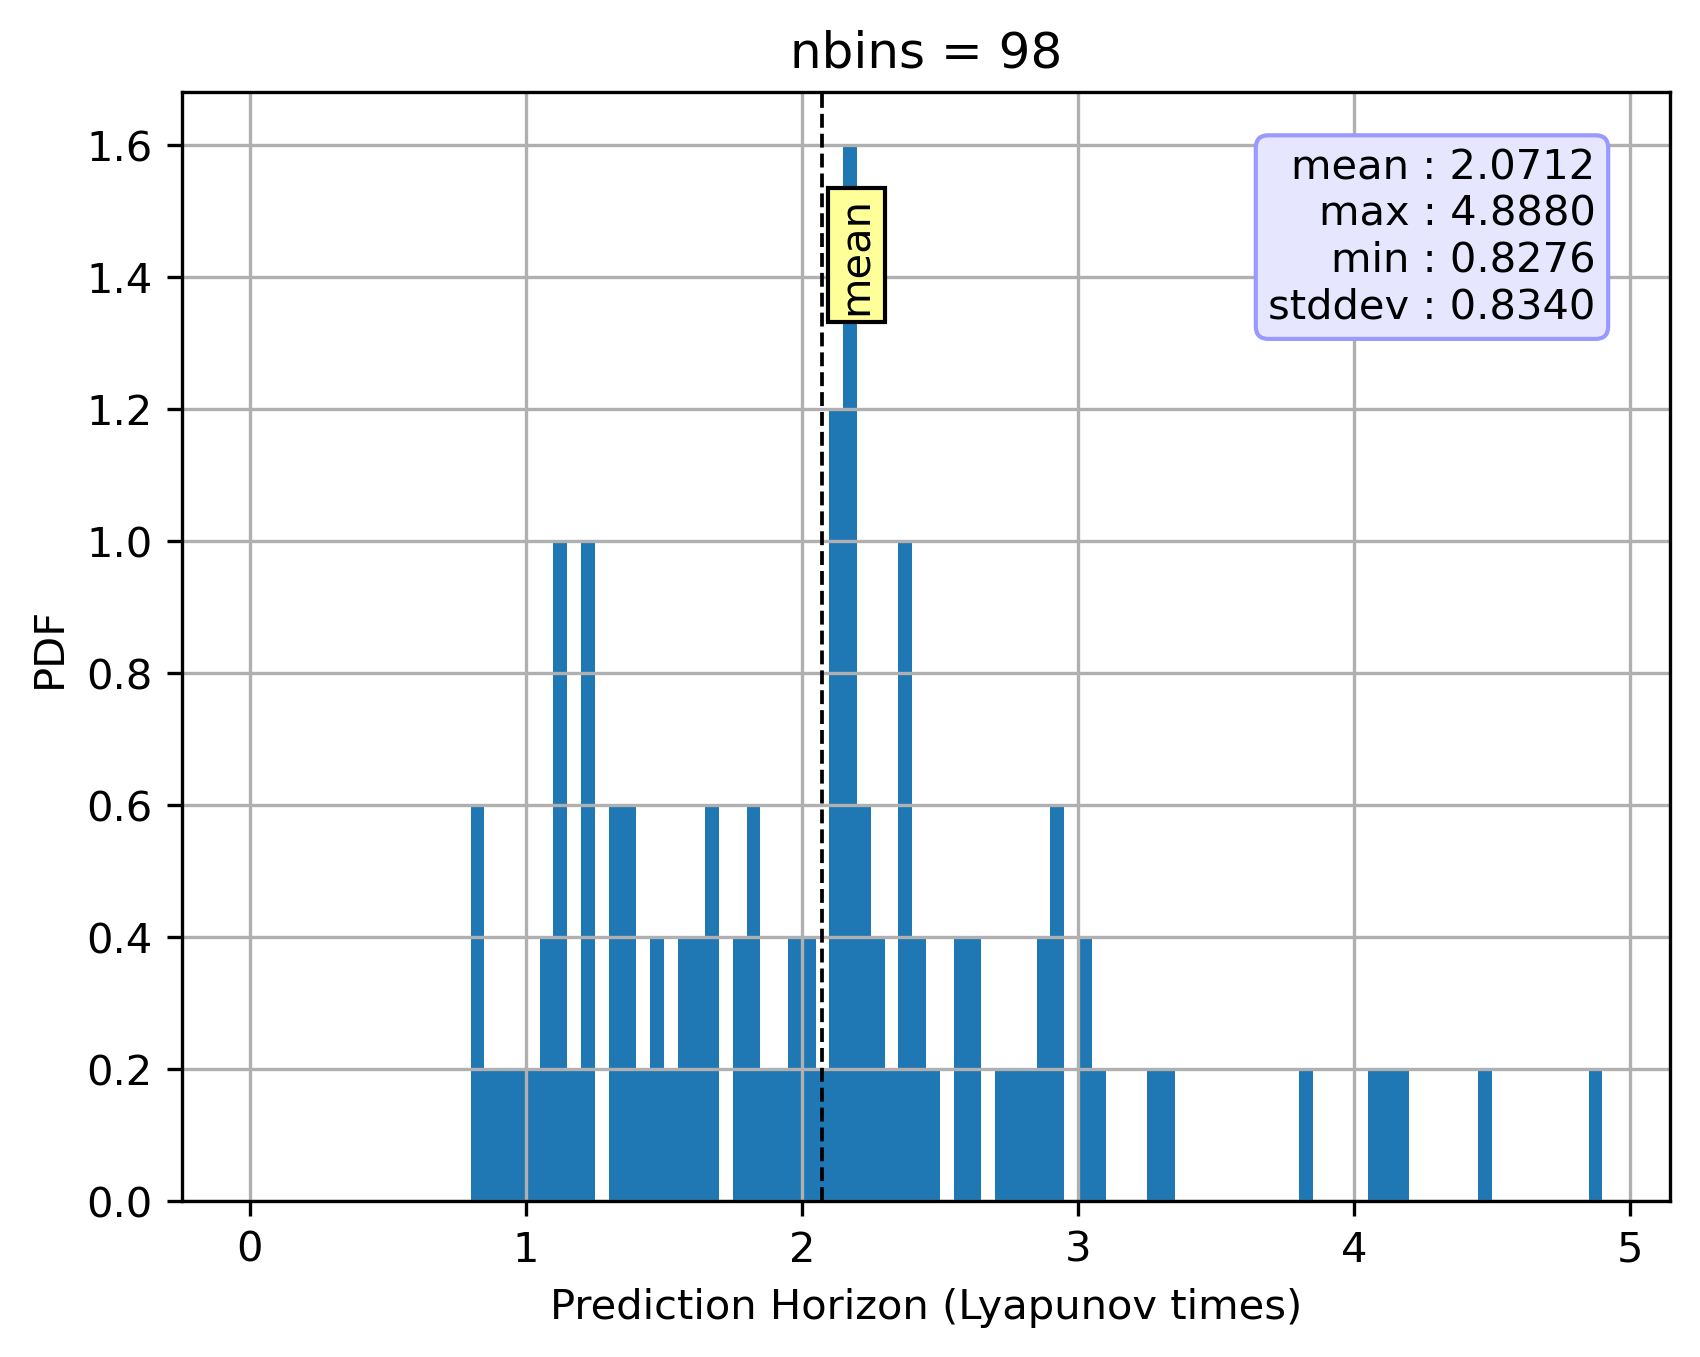 nbins = 98
1.6
1.4
1.2
1.0
0.8
0.6
0.4
0.2
0.0
PDF
mean
mean : 2.0712
max : 4.8880
min : 0.8276
stddev : 0.8340
0 1 2 3 4 5
Prediction Horizon (Lyapunov times)